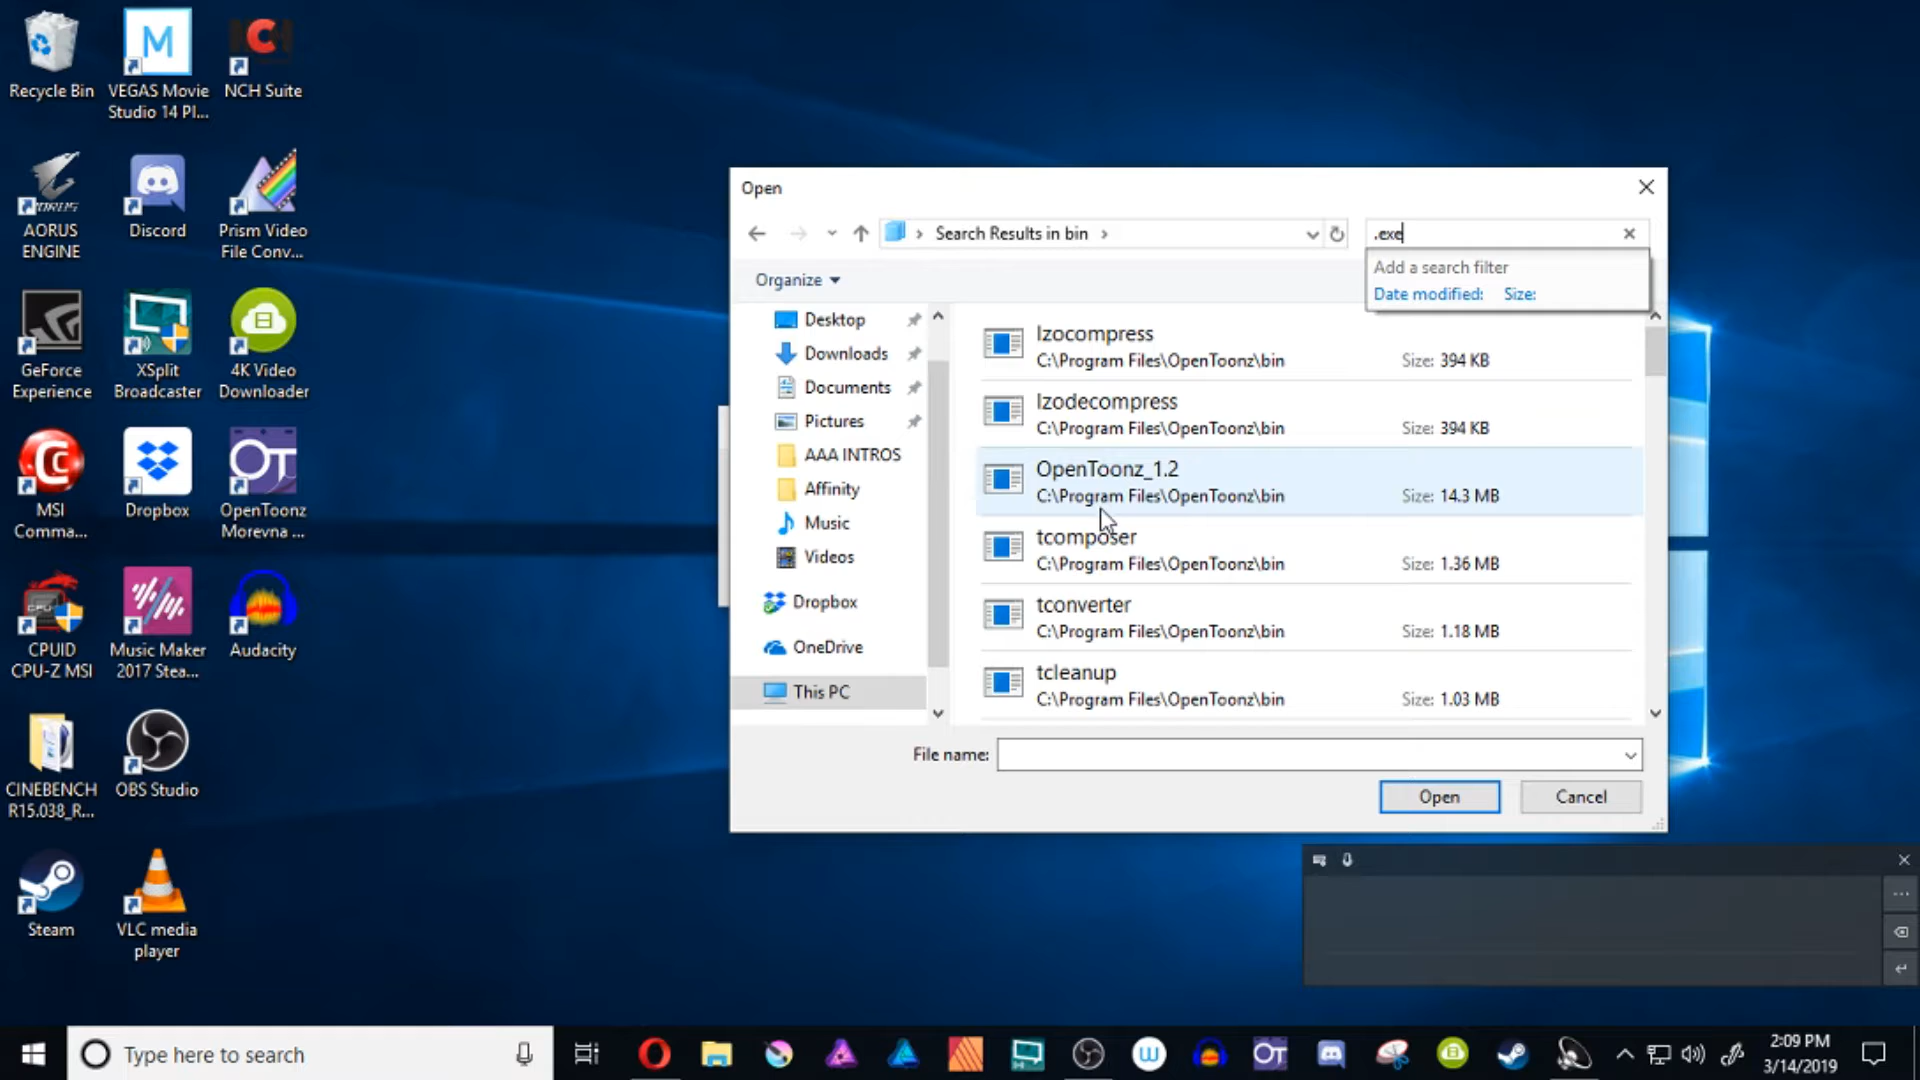 Recycle Bin
VEGAS Movie
Studio 14 Pl...
NCH Suite
AORUS
ENGINE
Discord
Prism Video
File Conv...
GeForce
Experience
XSplit
Broadcaster
4K Video
Downloader
MSI
Comma...
Dropbox
OpenToonz
Morevna ...
CPUID
CPU-Z MSI
Music Maker
2017 Stea...
Audacity
CINEBENCH
R15.038_R...
OBS Studio
Steam
VLC media
player
Open
Search Results in bin
.exe
Add a search filter
Date modified: Size:
Organize
Desktop
Downloads
Documents
Pictures
AAA INTROS
Affinity
Music
Videos
Dropbox
OneDrive
This PC
lzocompress
C:\Program Files\OpenToonz\bin
Size: 394 KB
lzodecompress
C:\Program Files\OpenToonz\bin
Size: 394 KB
OpenToonz_1.2
C:\Program Files\OpenToonz\bin
Size: 14.3 MB
tcomposer
C:\Program Files\OpenToonz\bin
Size: 1.36 MB
tconverter
C:\Program Files\OpenToonz\bin
Size: 1.18 MB
tcleanup
C:\Program Files\OpenToonz\bin
Size: 1.03 MB
File name:
Open
Cancel
Type here to search
2:09 PM
3/14/2019